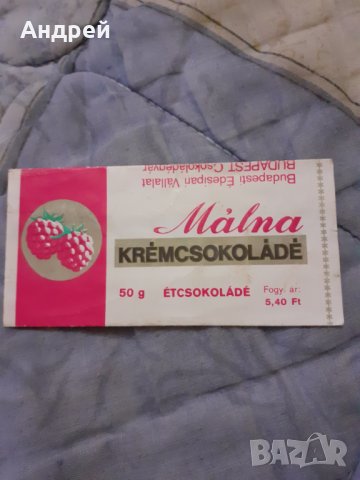 Андрей
Budapesti Édesipari Vállalat
BUDAPEST Csokoládégyár
Málna
KRÉMCSOKOLÁDÉ
50 g ÉTCSOKOLÁDÉ Fogy. ár:
5,40 Ft
BAZAR